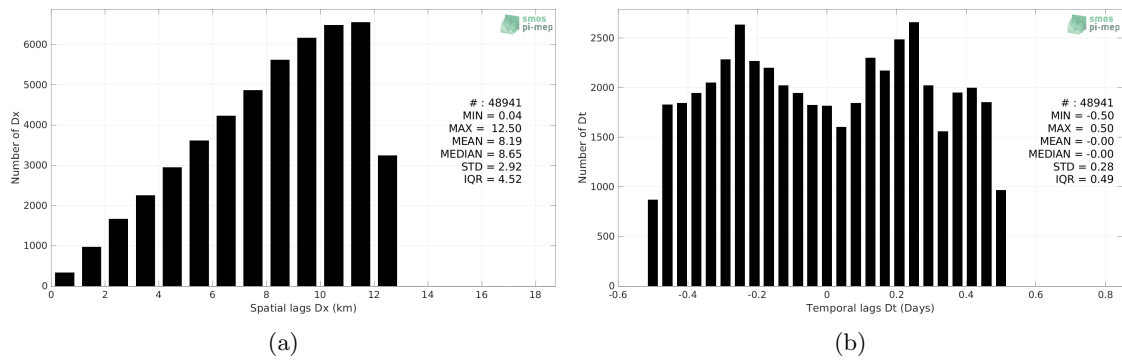 smos
pi-mep
6000
5000
4000
3000
2000
1000
0
Number of Dx
# : 48941
MIN = 0.04
MAX = 12.50
MEAN = 8.19
MEDIAN = 8.65
STD = 2.92
IQR = 4.52
0 2 4 6 8 10 12 14 16 18
Spatial lags Dx (km)
(a)
smos
pi-mep
2500
2000
1500
1000
500
0
Number of Dt
# : 48941
MIN = -0.50
MAX = 0.50
MEAN = -0.00
MEDIAN = -0.00
STD = 0.28
IQR = 0.49
-0.6 -0.4 -0.2 0 0.2 0.4 0.6 0.8
Temporal lags Dt (Days)
(b)